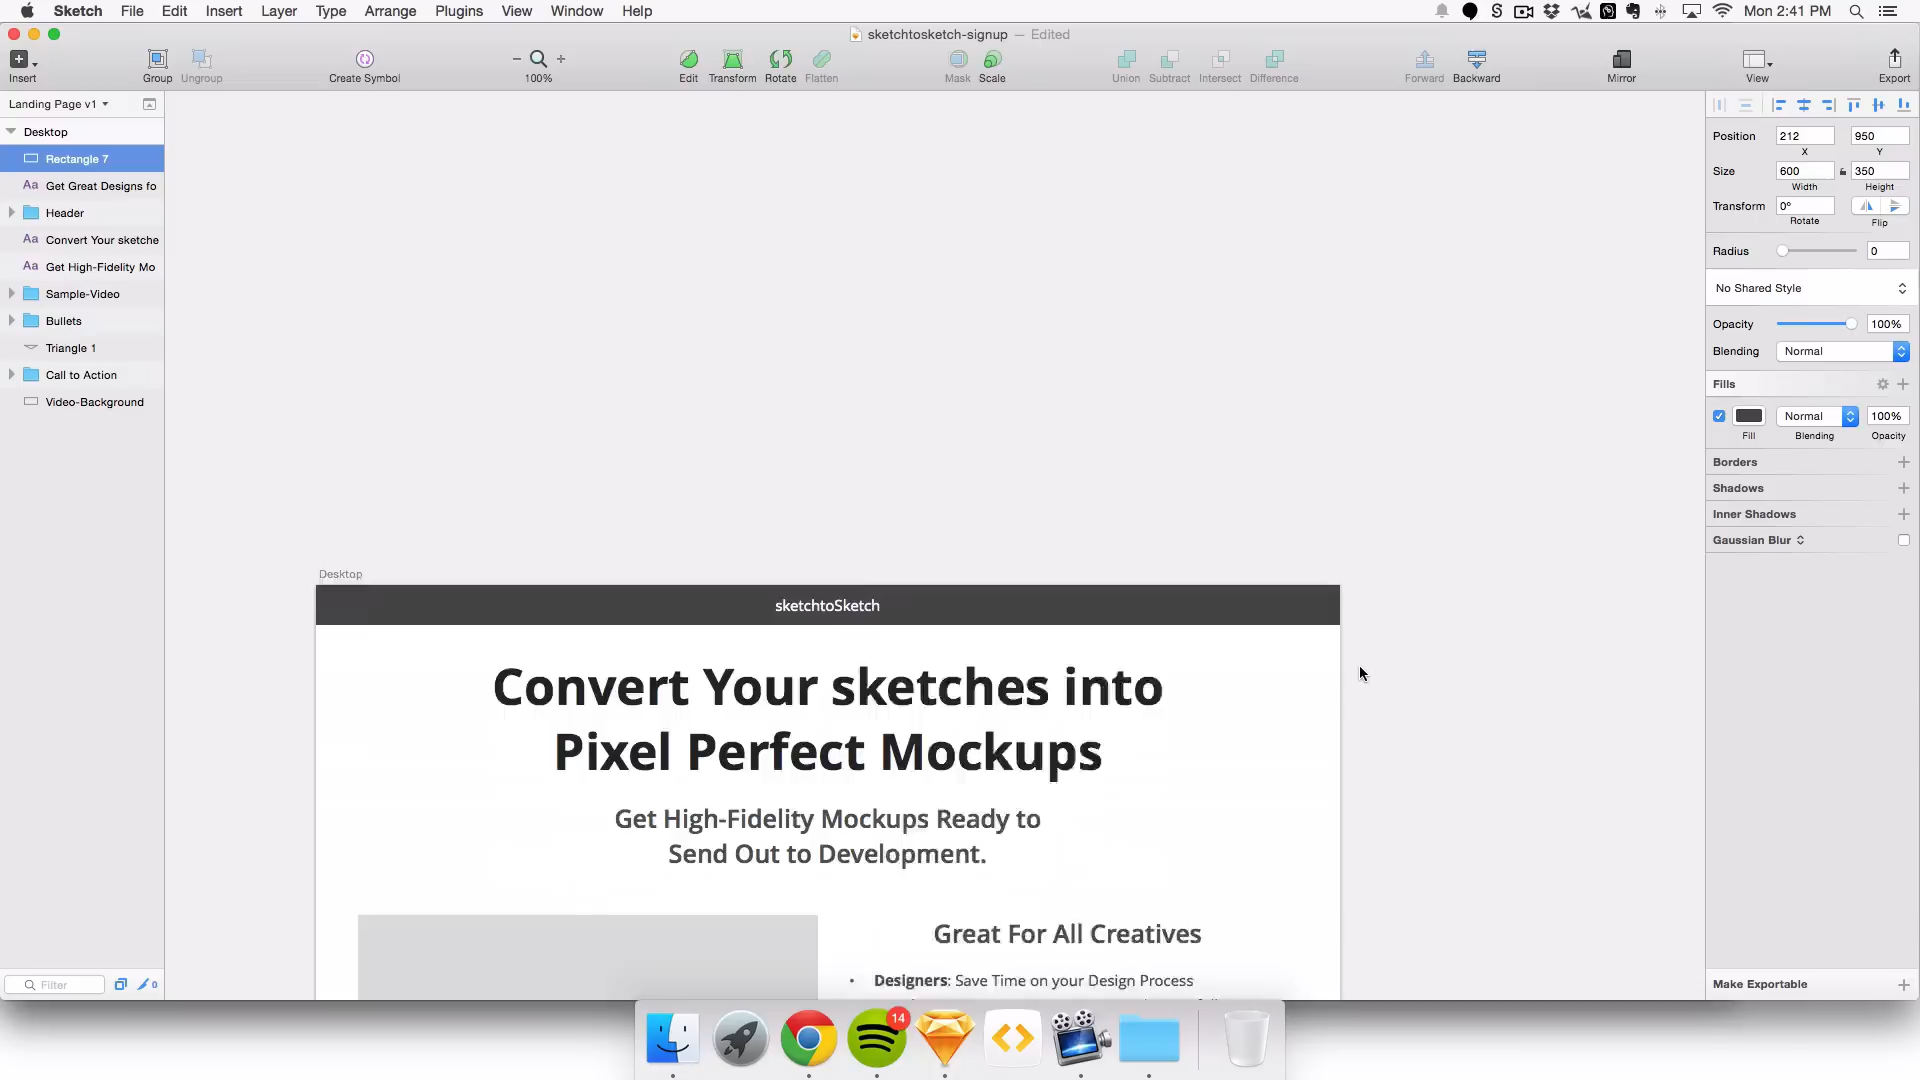 Sketch File Edit Insert Layer Type Arrange Plugins View Window Help Mon 2:41 PM
sketchtosketch-signup — Edited
Insert Group Ungroup Create Symbol 100% Edit Transform Rotate Flatten Mask Scale Union Subtract Intersect Difference Forward Backward Mirror View Export
Landing Page v1
Desktop
Rectangle 7
Aa Get Great Designs fo
Header
Aa Convert Your sketche
Aa Get High-Fidelity Mo
Sample-Video
Bullets
Triangle 1
Call to Action
Video-Background
Filter
0
Desktop
sketchtoSketch
Convert Your sketches into
Pixel Perfect Mockups
Get High-Fidelity Mockups Ready to
Send Out to Development.
Great For All Creatives
• Designers: Save Time on your Design Process
Position 212 950
X Y
Size 600 350
Width Height
Transform 0°
Rotate Flip
Radius 0
No Shared Style
Opacity 100%
Blending Normal
Fills
Normal 100%
Fill Blending Opacity
Borders
Shadows
Inner Shadows
Gaussian Blur
Make Exportable
14